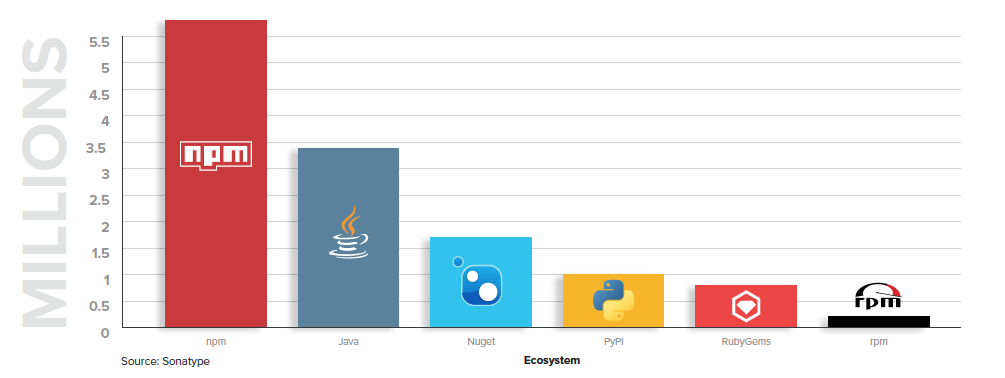 MILLIONS
5.5
5
4.5
4
3.5
3
2.5
2
1.5
1
0.5
0
npm
rpm
npm
Java
Nuget
PyPI
RubyGems
rpm
Source: Sonatype
Ecosystem